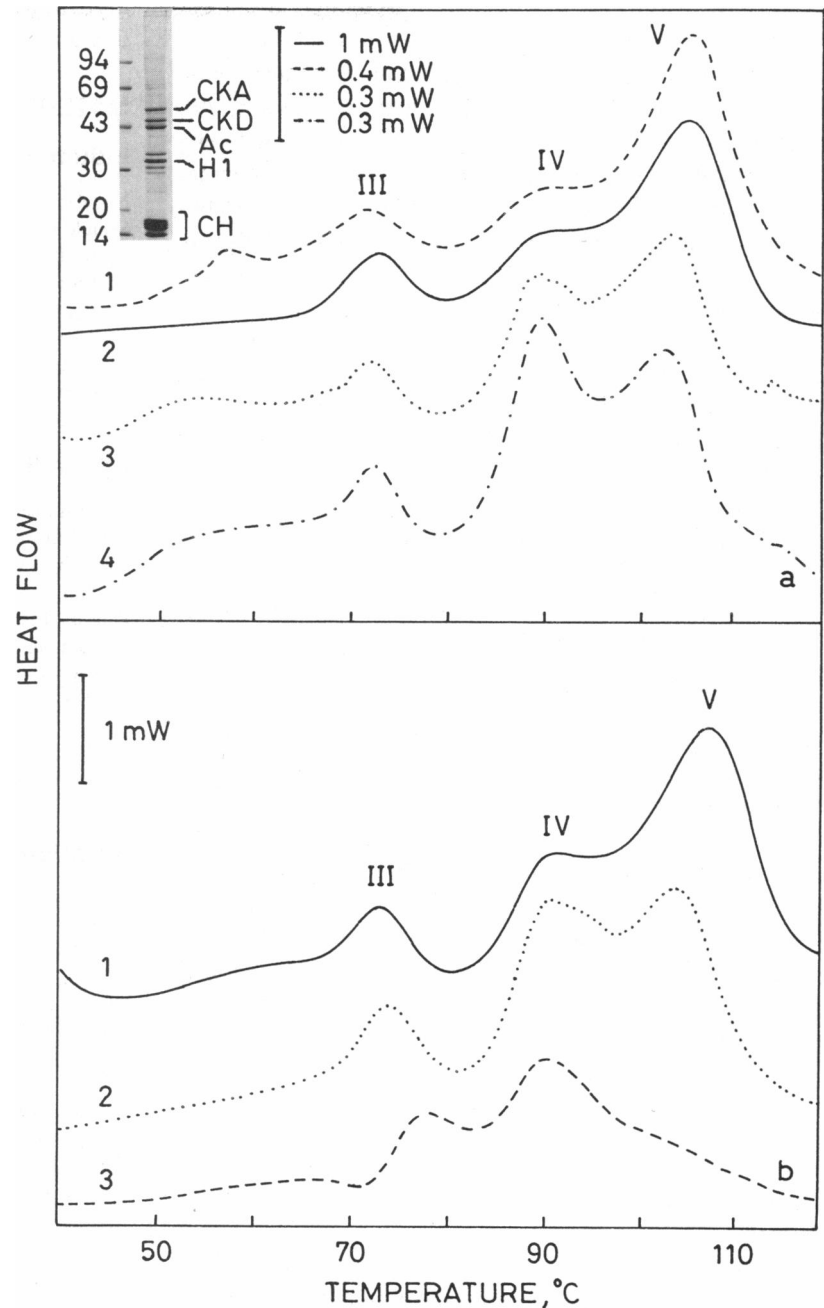 94
69
43
30
20
14
CKA
CKD
Ac
H1
CH
1 mW
0.4 mW
0.3 mW
0.3 mW
III
IV
V
1
2
3
4
a
HEAT FLOW
1 mW
III
IV
V
1
2
3
b
50 70 90 110
TEMPERATURE, °C